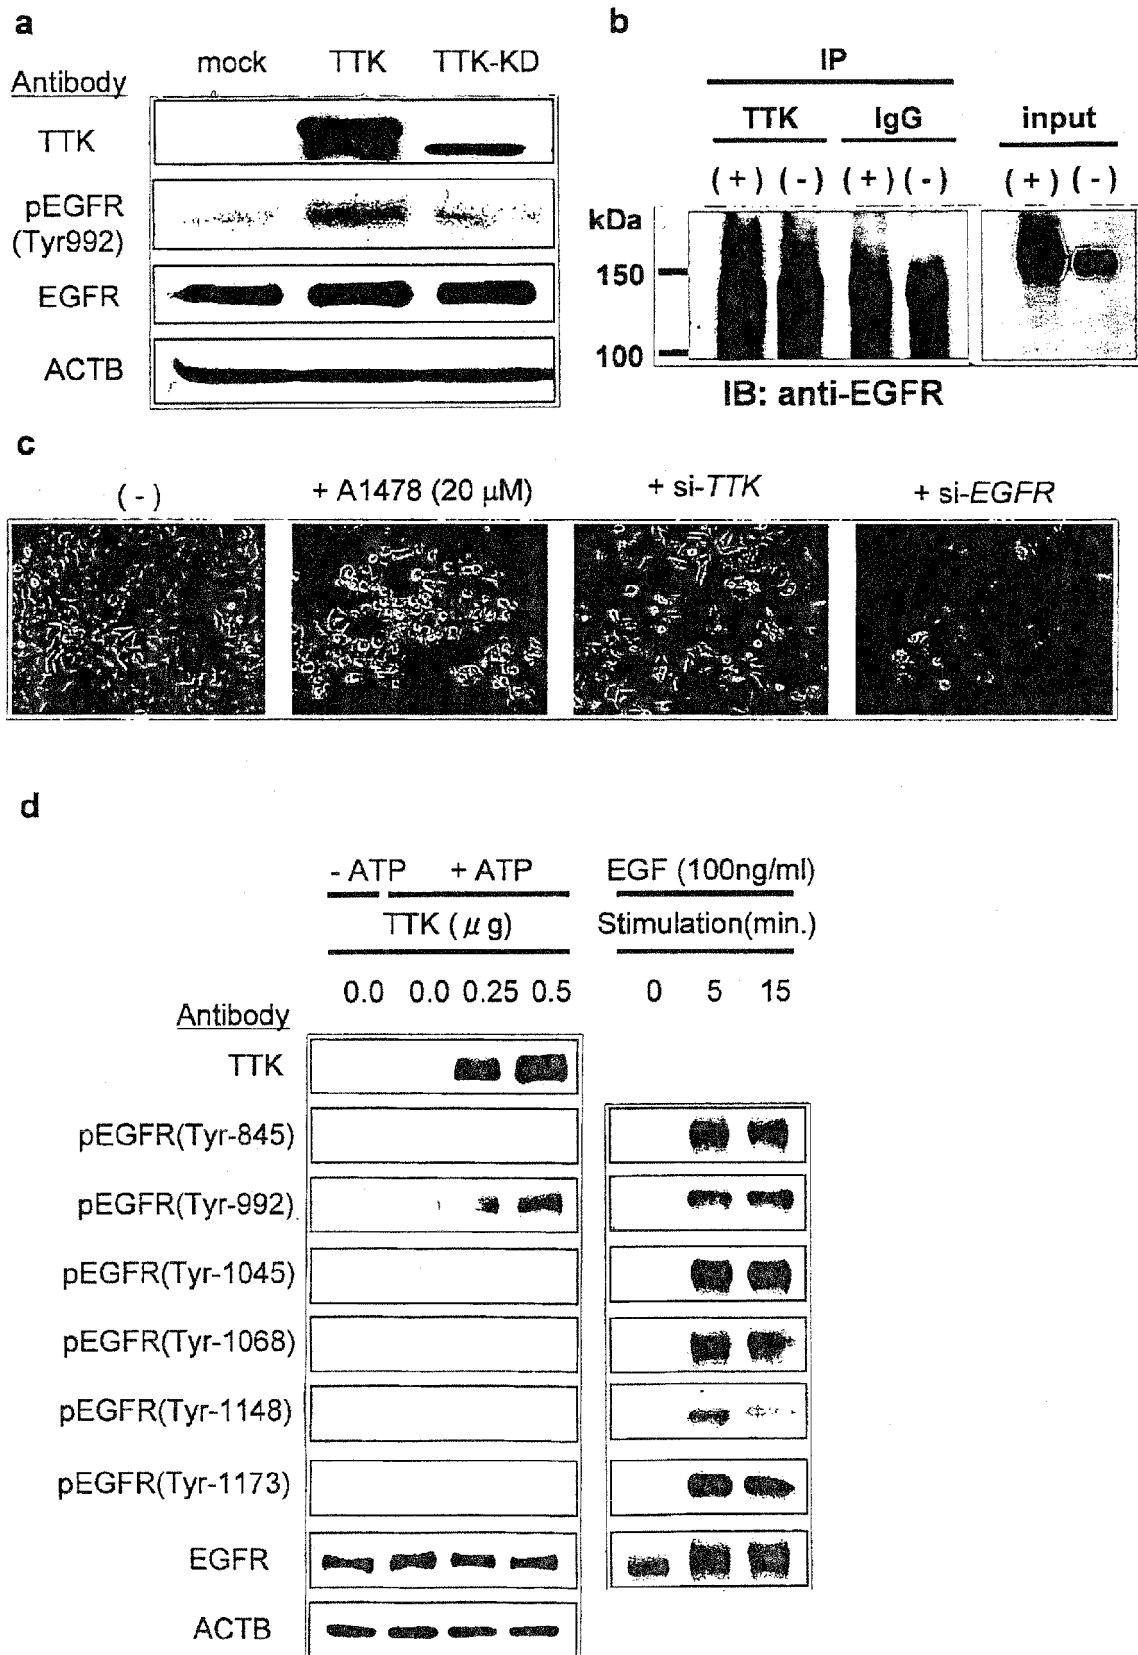 a
mock TTK TTK-KD
Antibody
TTK
pEGFR
(Tyr992)
EGFR
ACTB
b
IP
TTK IgG input
(+) (-) (+) (-) (+) (-)
kDa
150
100
IB: anti-EGFR
c
(-) + A1478 (20 μM) + si-TTK + si-EGFR
d
- ATP + ATP EGF (100ng/ml)
TTK (μg) Stimulation(min.)
0.0 0.0 0.25 0.5 0 5 15
Antibody
TTK
pEGFR(Tyr-845)
pEGFR(Tyr-992)
pEGFR(Tyr-1045)
pEGFR(Tyr-1068)
pEGFR(Tyr-1148)
pEGFR(Tyr-1173)
EGFR
ACTB